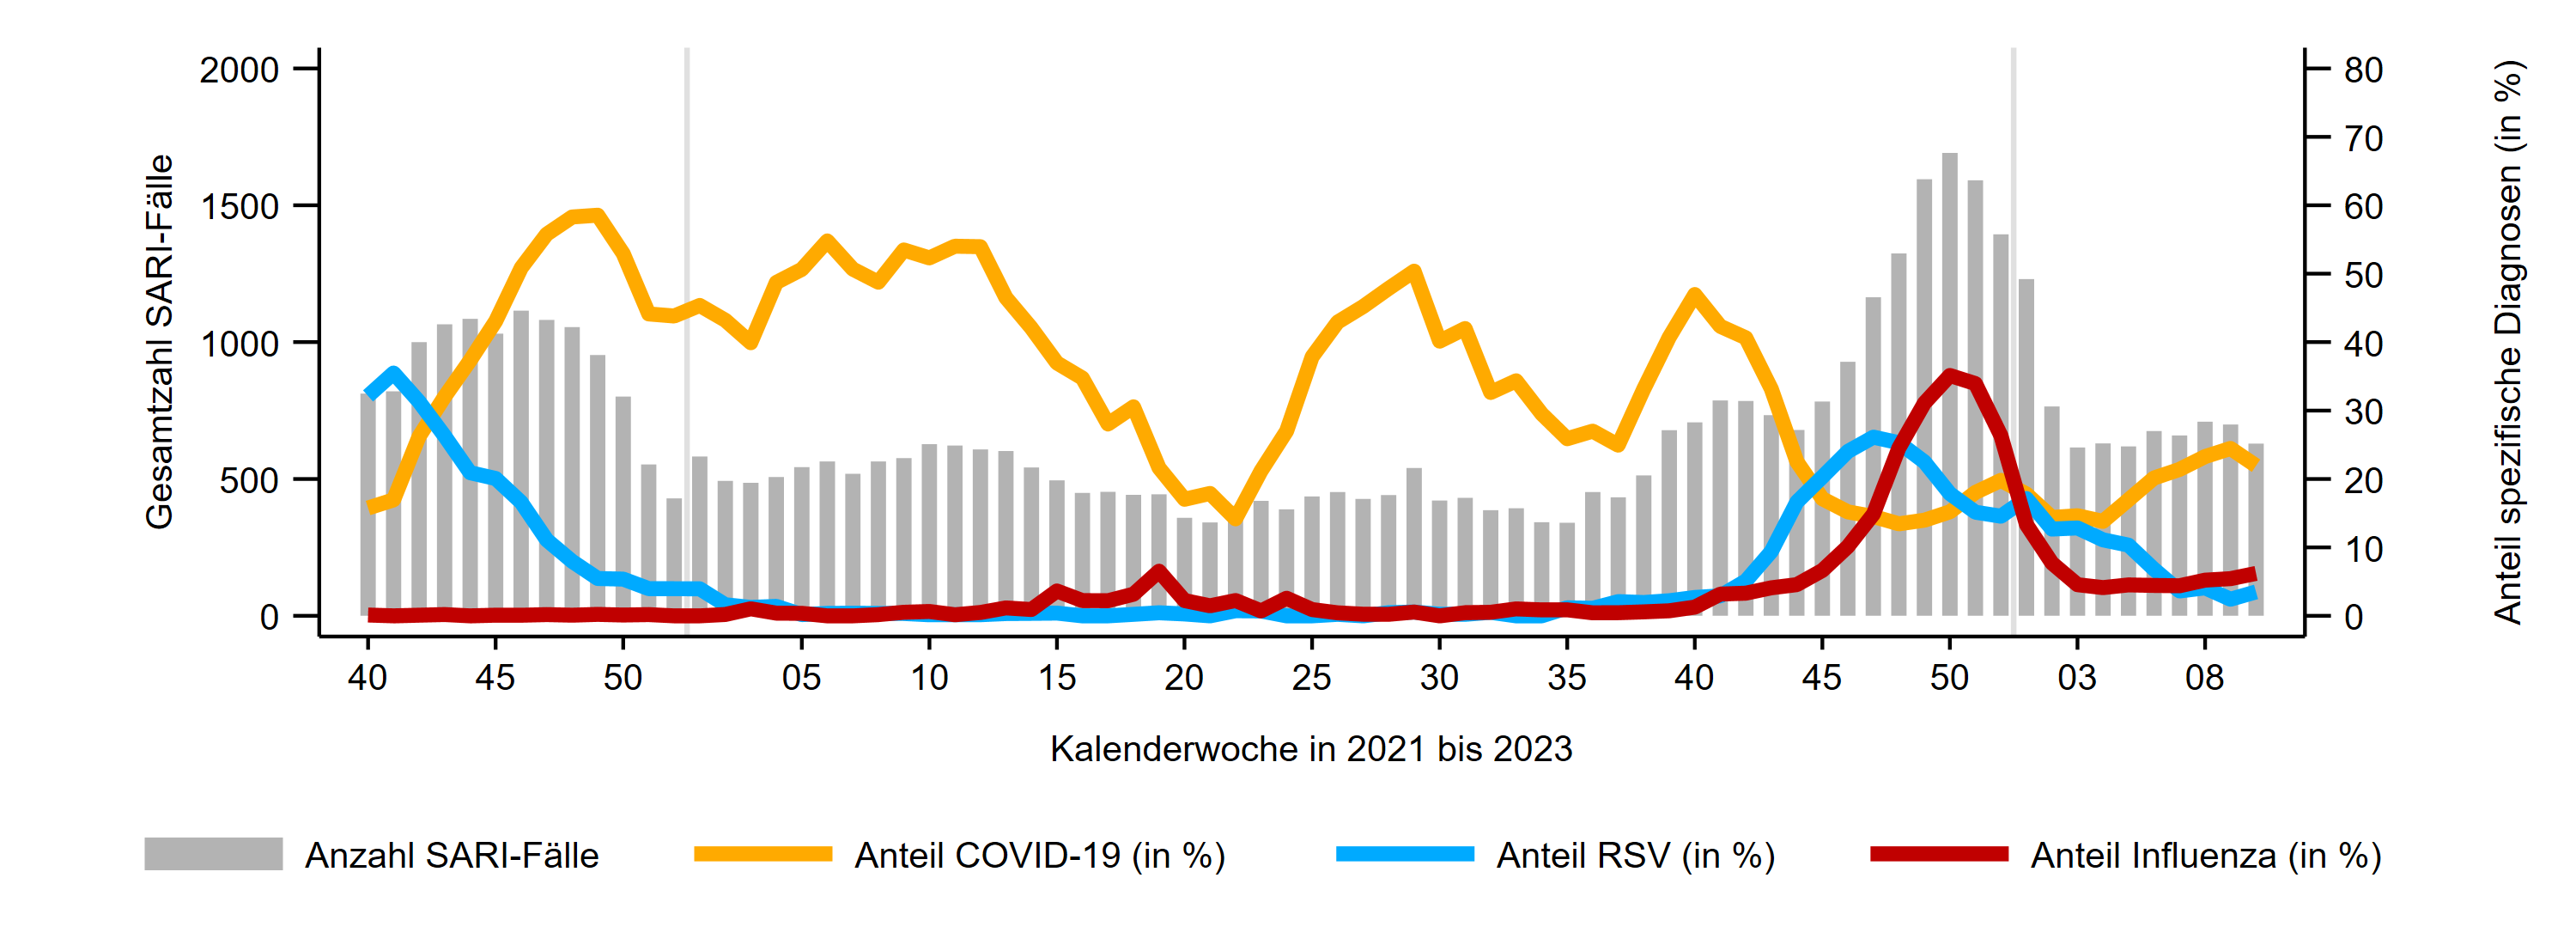 Gesamtzahl SARI-Fälle
2000
1500
1000
500
0
80
70
60
50
40
30
20
10
0
Anteil spezifische Diagnosen (in %)
40 45 50 05 10 15 20 25 30 35 40 45 50 03 08
Kalenderwoche in 2021 bis 2023
Anzahl SARI-Fälle Anteil COVID-19 (in %) Anteil RSV (in %) Anteil Influenza (in %)